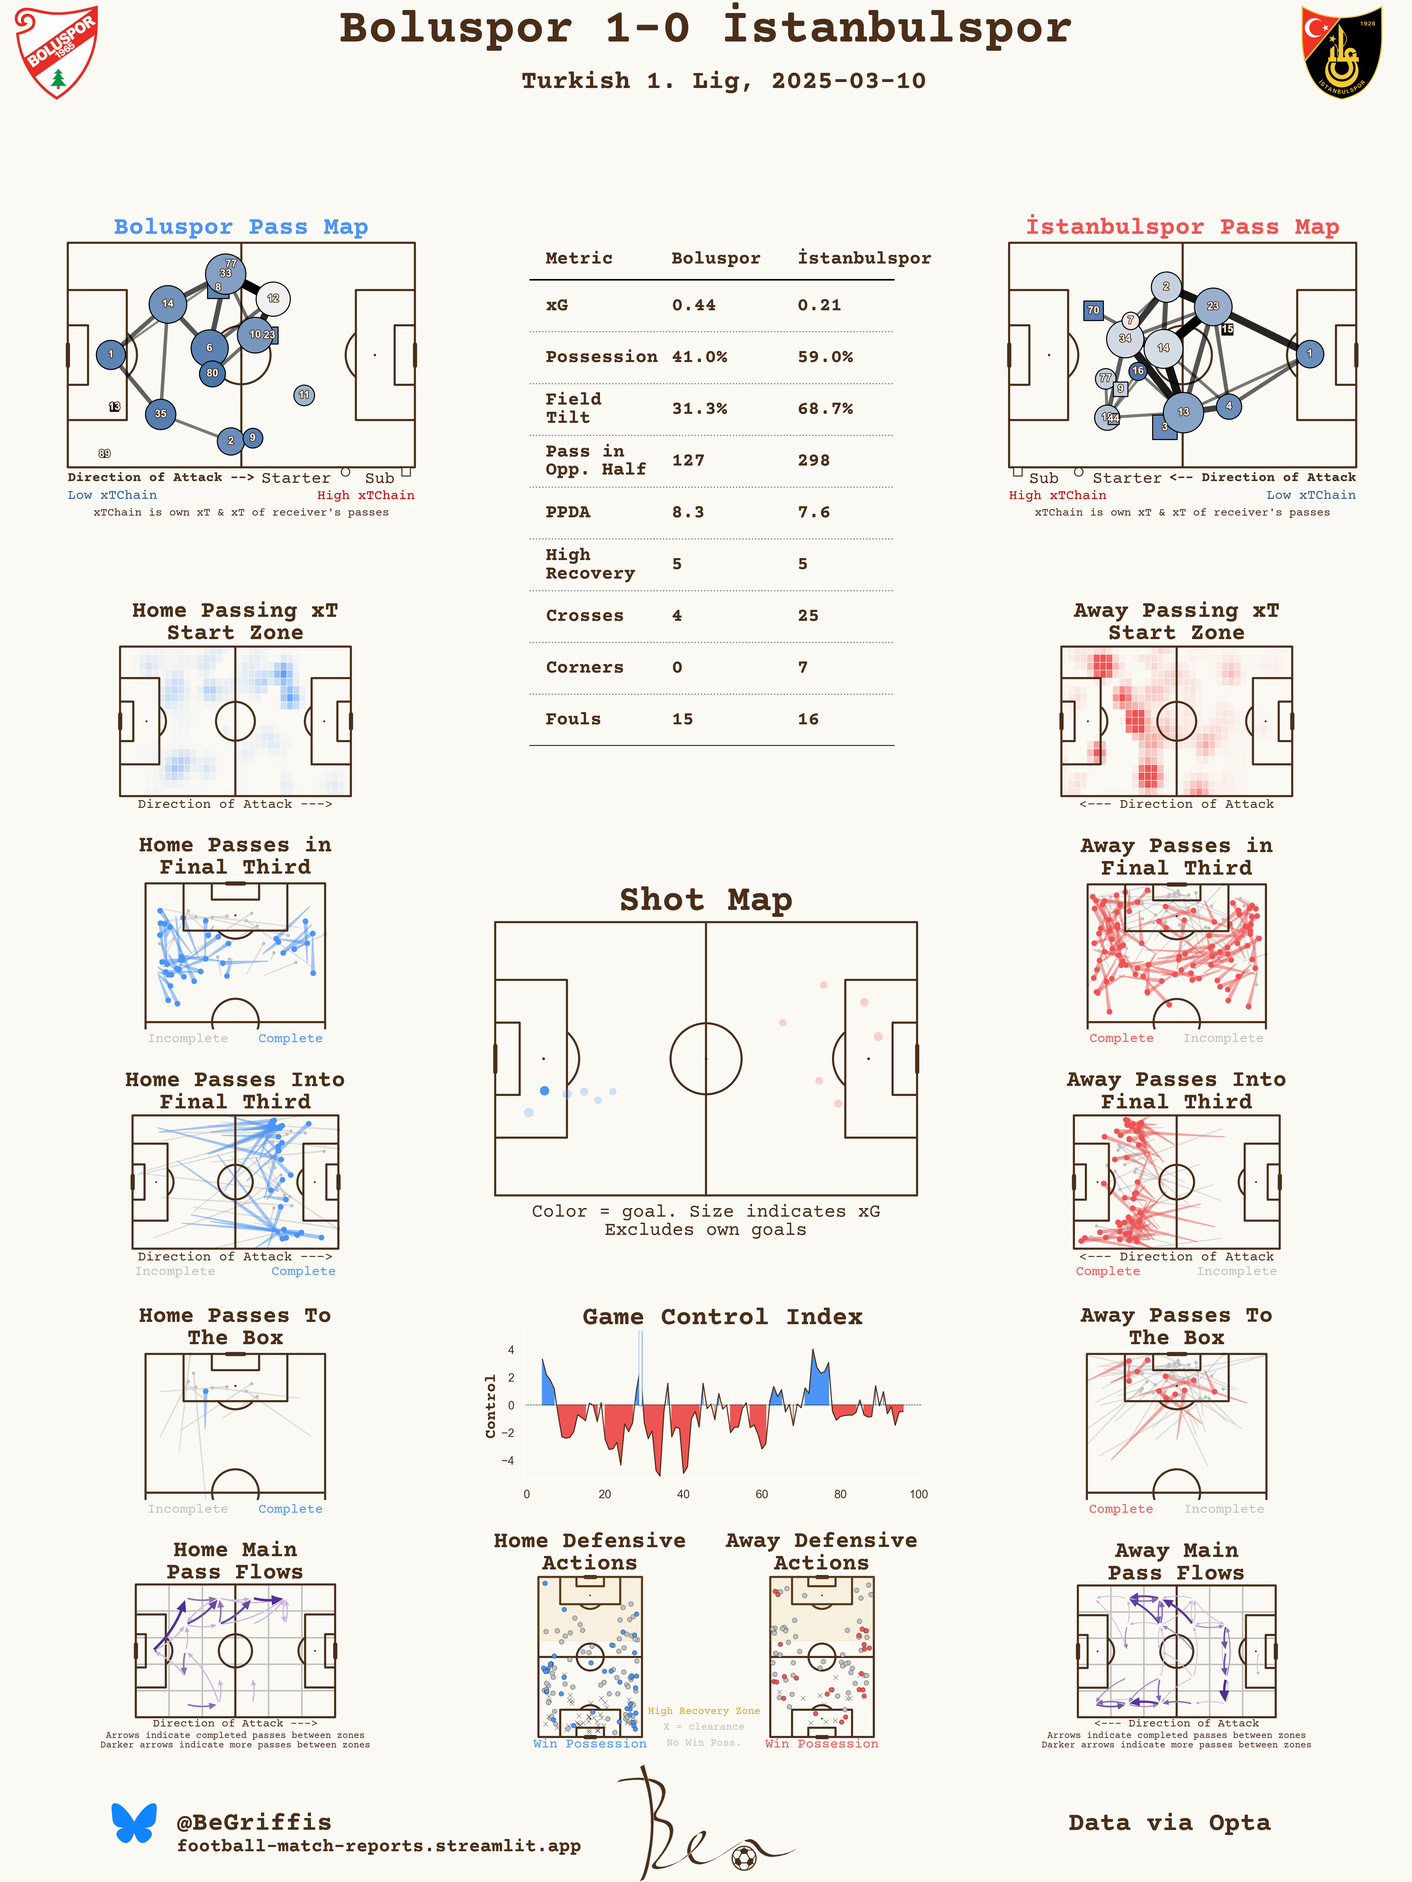 Boluspor 1-0 İstanbulspor
Turkish 1. Lig, 2025-03-10
BOLUSPOR
1965
1926
İSTANBULSPOR
Boluspor Pass Map
77
33
8
12
14
10
23
6
1
80
11
13
35
2
9
89
Direction of Attack --> Starter Sub
Low xTChain High xTChain
xTChain is own xT & xT of receiver's passes
Metric Boluspor İstanbulspor
xG 0.44 0.21
Possession 41.0% 59.0%
Field Tilt 31.3% 68.7%
Pass in Opp. Half 127 298
PPDA 8.3 7.6
High Recovery 5 5
Crosses 4 25
Corners 0 7
Fouls 15 16
İstanbulspor Pass Map
2
70
23
7
15
34
14
1
16
77
9
4
13
44
3
Sub Starter <-- Direction of Attack
High xTChain Low xTChain
xTChain is own xT & xT of receiver's passes
Home Passing xT
Start Zone
Direction of Attack --->
Away Passing xT
Start Zone
<--- Direction of Attack
Home Passes in
Final Third
Incomplete Complete
Away Passes in
Final Third
Complete Incomplete
Shot Map
Color = goal. Size indicates xG
Excludes own goals
Home Passes Into
Final Third
Direction of Attack --->
Incomplete Complete
Away Passes Into
Final Third
<--- Direction of Attack
Complete Incomplete
Home Passes To
The Box
Incomplete Complete
Game Control Index
Control
4
2
0
−2
−4
0 20 40 60 80 100
Away Passes To
The Box
Complete Incomplete
Home Main
Pass Flows
Direction of Attack --->
Arrows indicate completed passes between zones
Darker arrows indicate more passes between zones
Home Defensive
Actions
Win Possession
Away Defensive
Actions
Win Possession
High Recovery Zone
X = clearance
No Win Poss.
Away Main
Pass Flows
<--- Direction of Attack
Arrows indicate completed passes between zones
Darker arrows indicate more passes between zones
@BeGriffis
football-match-reports.streamlit.app
Ben
Data via Opta